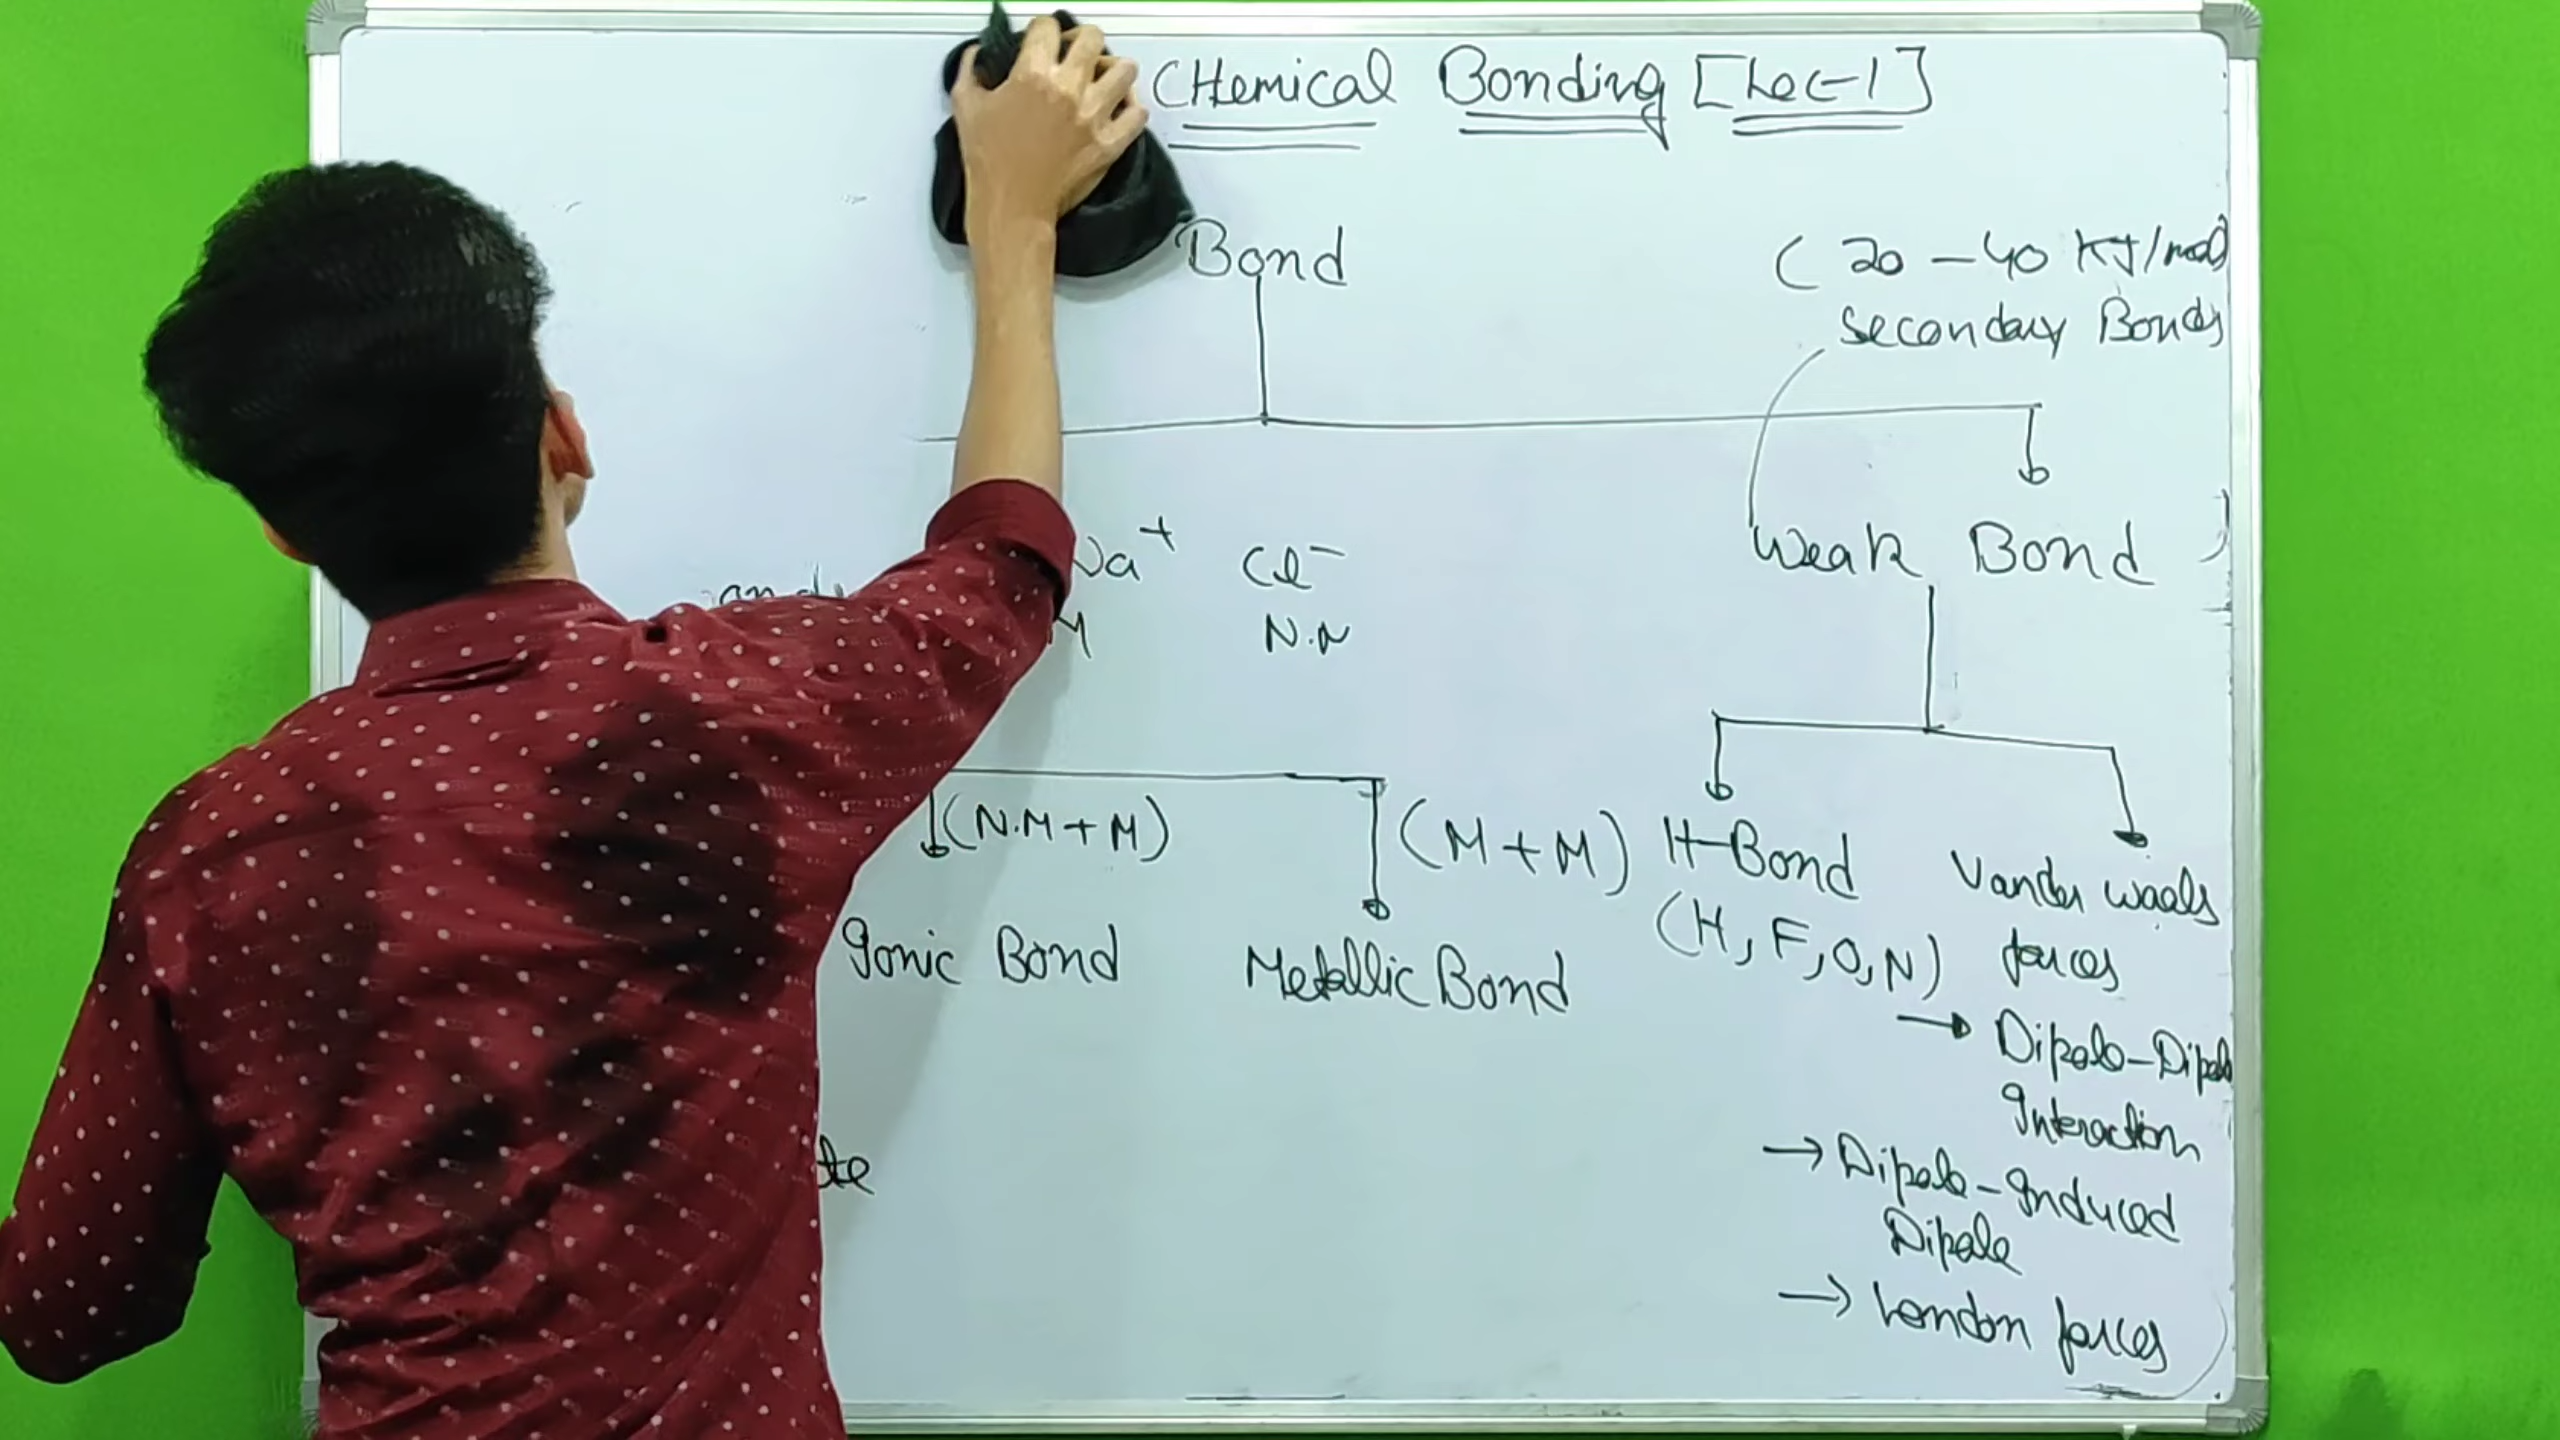 CHemical Bonding [Lec-1]
Bond
( 20 - 40 KJ/mol)
Secondary Bonds
Cl⁻
Weak Bond
N.M
(N.M + M)
(M + M)
H-Bond
(H, F, O, N)
Vander waals
forces
Ionic Bond
Metallic Bond
→ Dipole-Dipole
Interaction
→ Dipole-Induced
Dipole
→ London forces